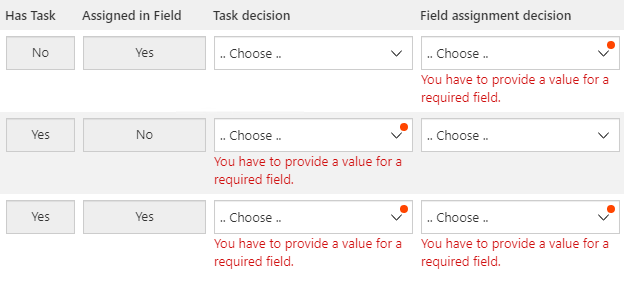 Has Task Assigned in Field Task decision Field assignment decision
No Yes .. Choose .. .. Choose ..
You have to provide a value for a
required field.
Yes No .. Choose .. .. Choose ..
You have to provide a value for a
required field.
Yes Yes .. Choose .. .. Choose ..
You have to provide a value for a You have to provide a value for a
required field. required field.